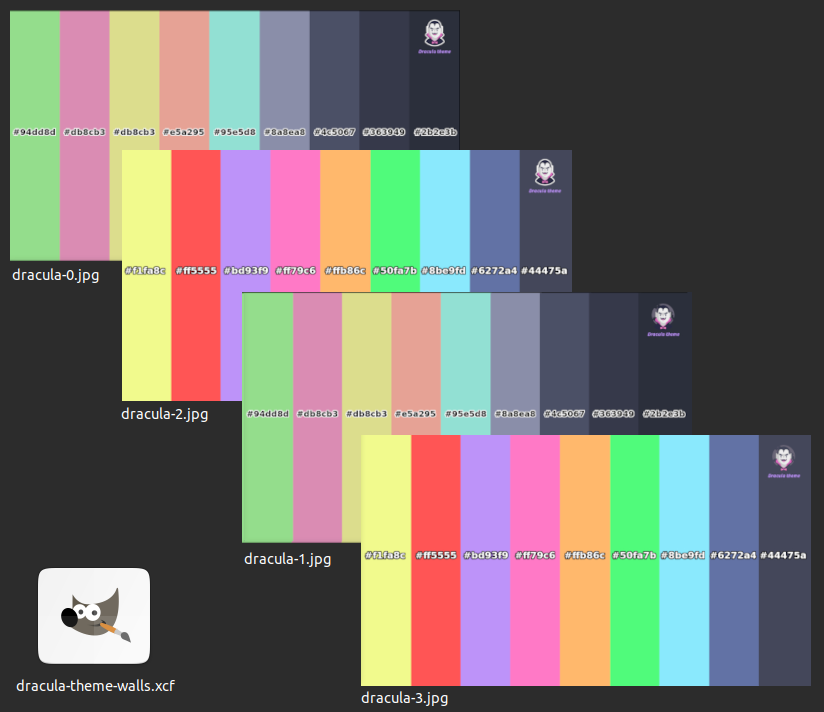 Dracula theme
#94dd8d #db8cb3 #db8cb3 #e5a295 #95e5d8 #8a8ea8 #4c5067 #363949 #2b2e3b
dracula-0.jpg
Dracula theme
#f1fa8c #ff5555 #bd93f9 #ff79c6 #ffb86c #50fa7b #8be9fd #6272a4 #44475a
dracula-2.jpg
Dracula theme
#94dd8d #db8cb3 #db8cb3 #e5a295 #95e5d8 #8a8ea8 #4c5067 #363949 #2b2e3b
dracula-1.jpg
Dracula theme
#f1fa8c #ff5555 #bd93f9 #ff79c6 #ffb86c #50fa7b #8be9fd #6272a4 #44475a
dracula-3.jpg
dracula-theme-walls.xcf